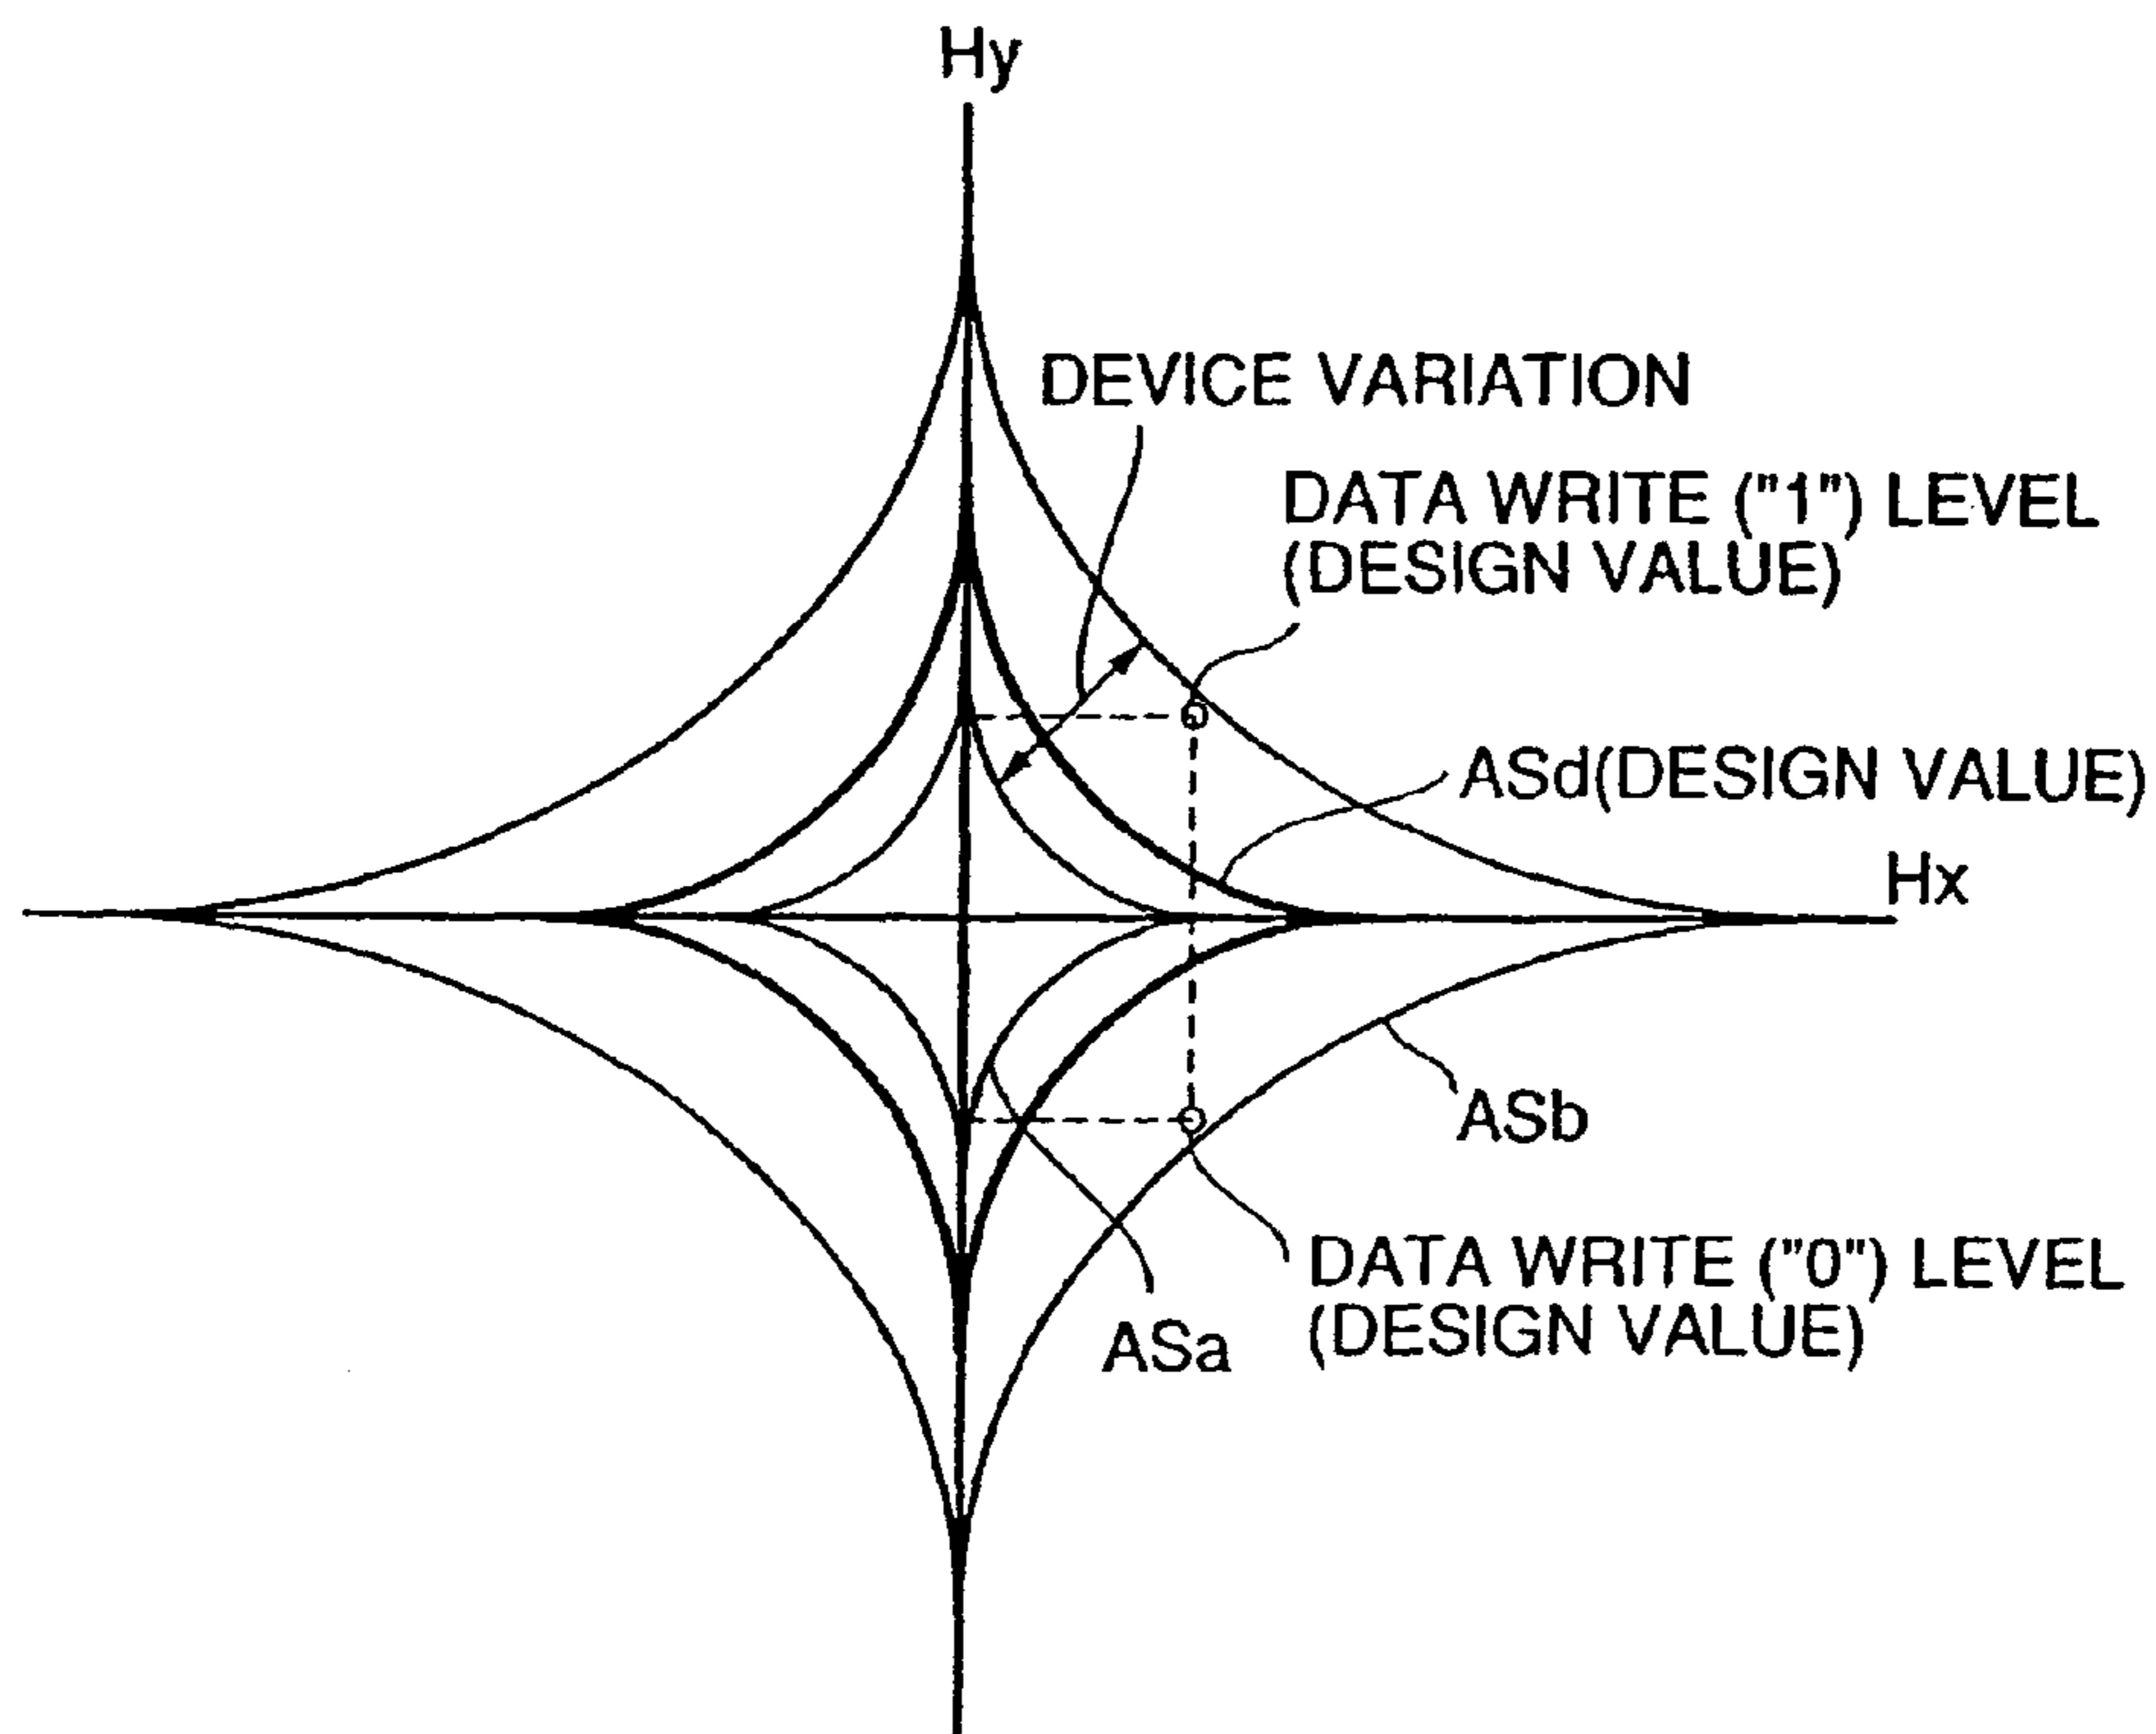 Hy
DEVICE VARIATION
DATA WRITE ("1") LEVEL
(DESIGN VALUE)
ASd(DESIGN VALUE)
Hx
ASb
DATA WRITE ("0") LEVEL
(DESIGN VALUE)
ASa